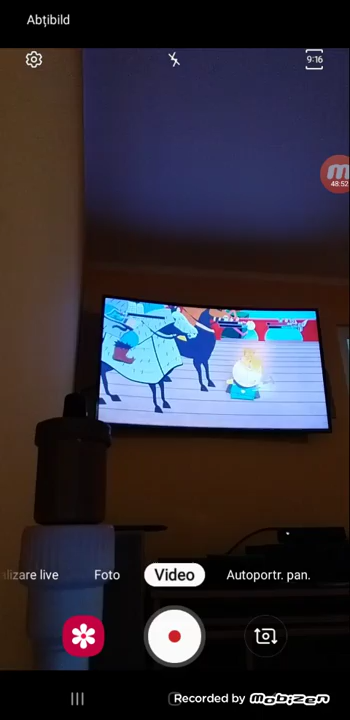 Abțibild
9:16
m
48:52
lizare live Foto Video Autoportr. pan.
Recorded by mobizen